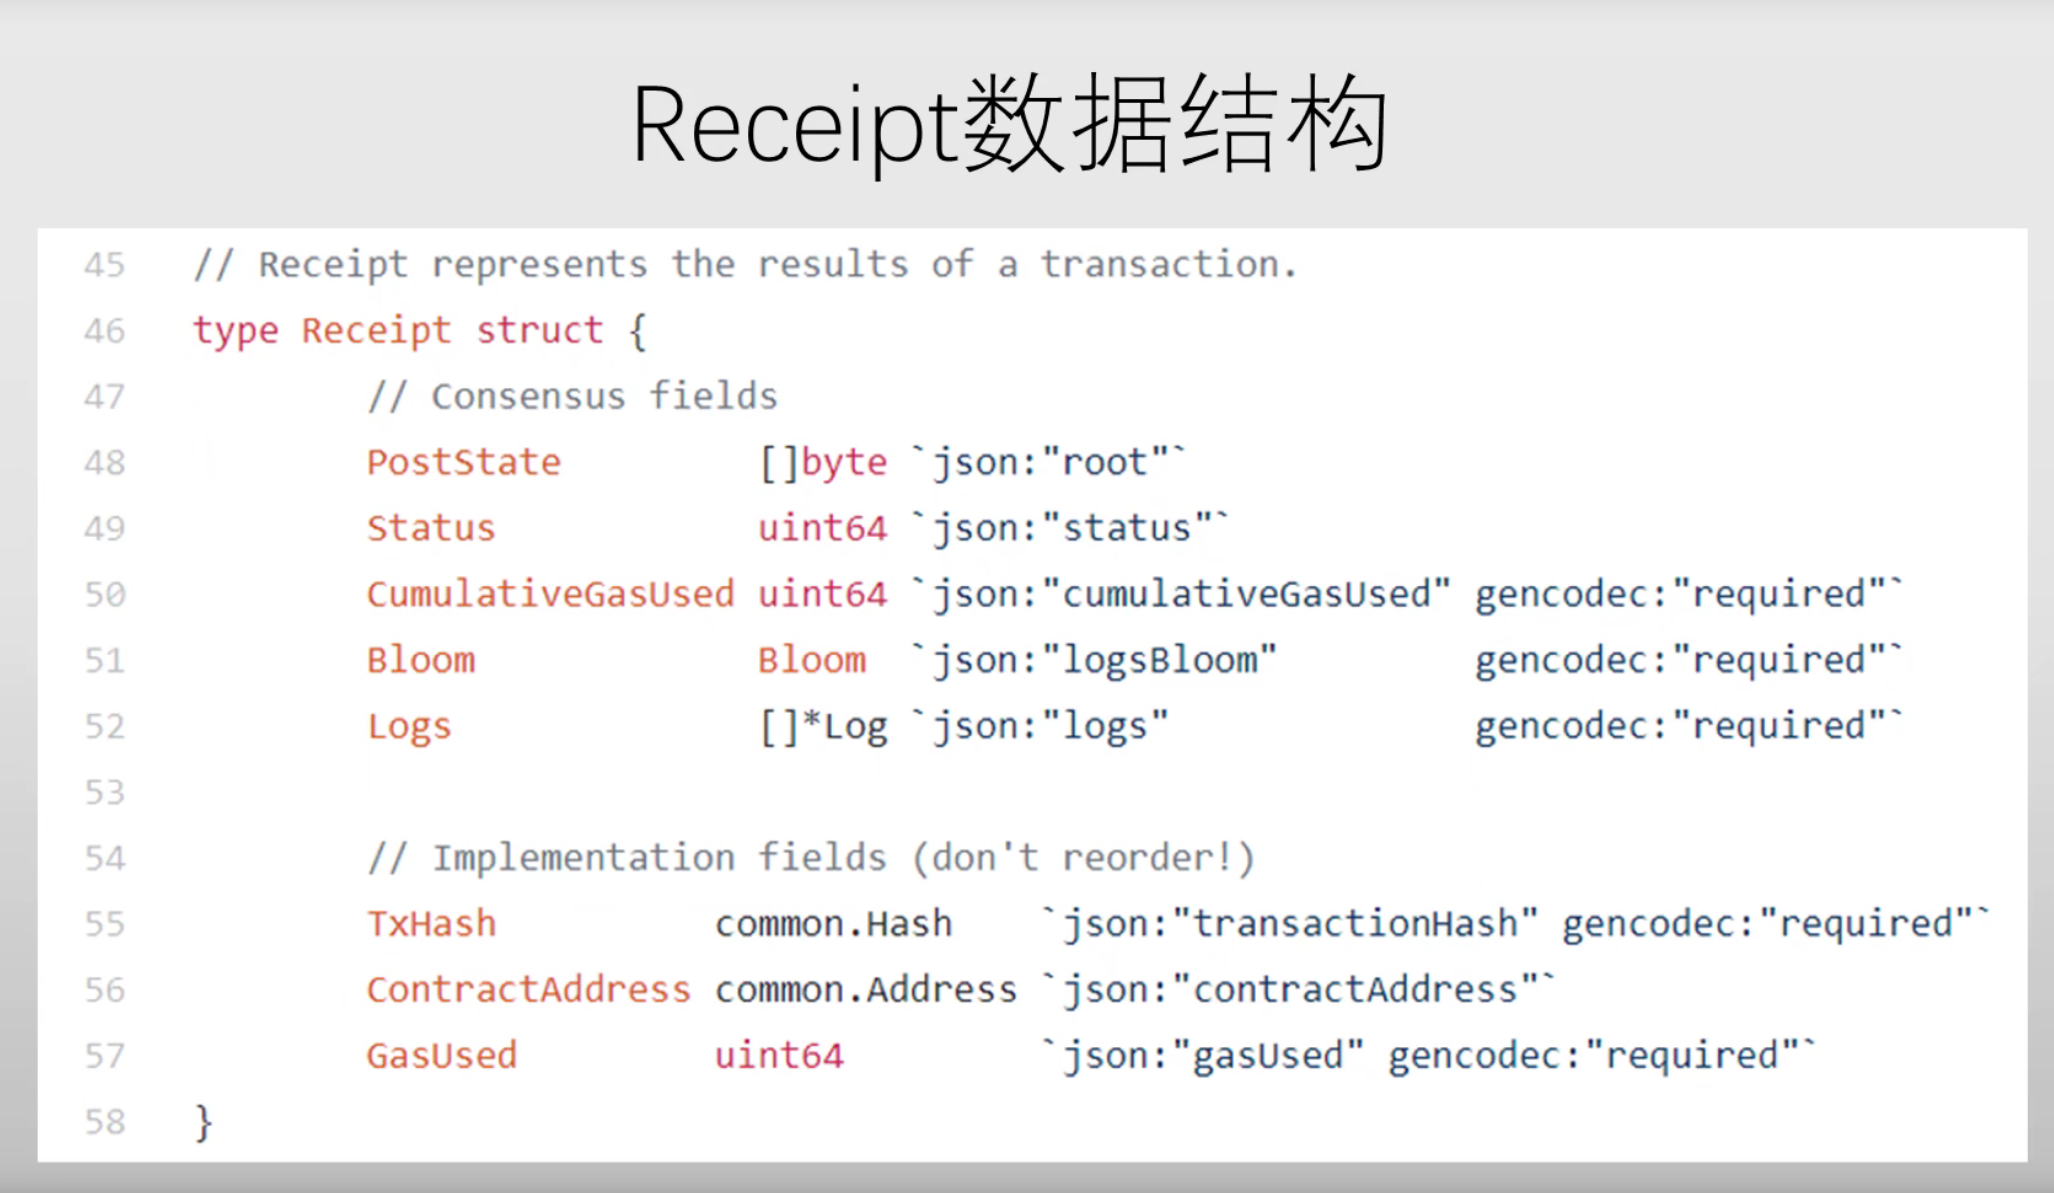 Receipt数据结构
45 // Receipt represents the results of a transaction.
46 type Receipt struct {
47 // Consensus fields
48 PostState []byte `json:"root"`
49 Status uint64 `json:"status"`
50 CumulativeGasUsed uint64 `json:"cumulativeGasUsed" gencodec:"required"`
51 Bloom Bloom `json:"logsBloom" gencodec:"required"`
52 Logs []*Log `json:"logs" gencodec:"required"`
53
54 // Implementation fields (don't reorder!)
55 TxHash common.Hash `json:"transactionHash" gencodec:"required"`
56 ContractAddress common.Address `json:"contractAddress"`
57 GasUsed uint64 `json:"gasUsed" gencodec:"required"`
58 }